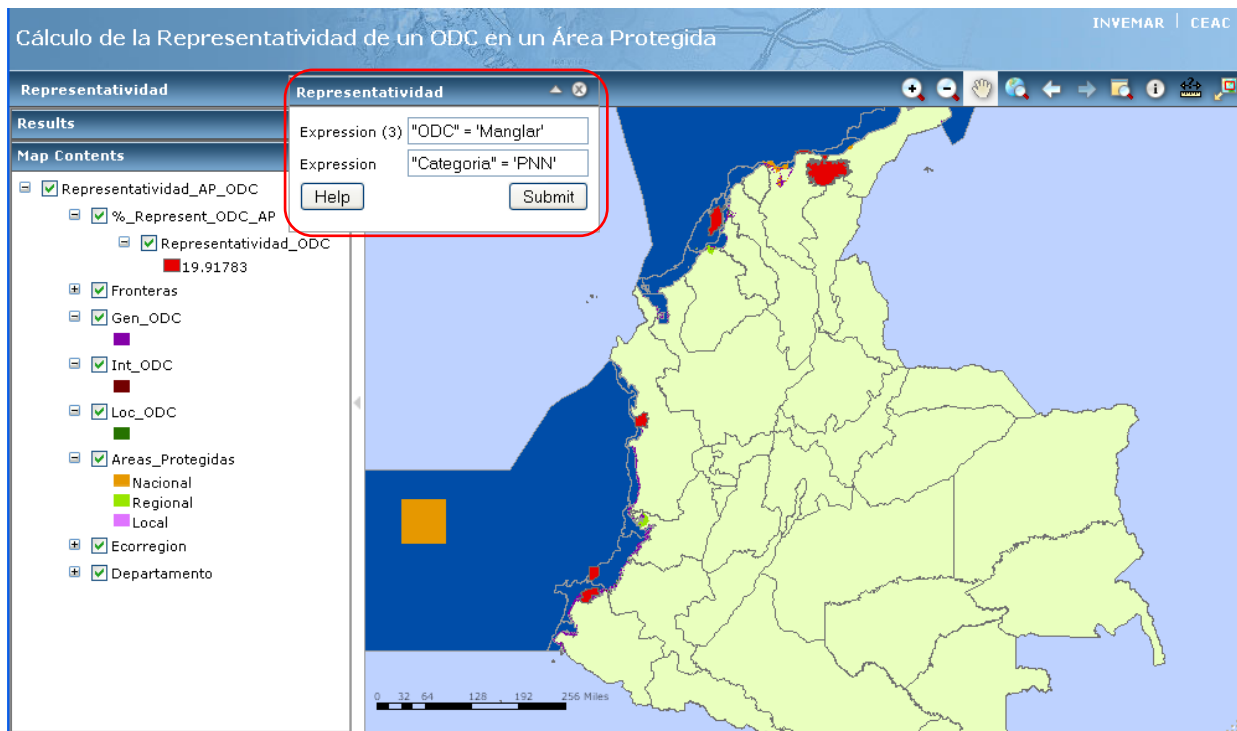 Cálculo de la Representatividad de un ODC en un Área Protegida
INVEMAR | CEAC
Representatividad
Results
Map Contents
Representatividad
Expression (3) "ODC" = 'Manglar'
Expression "Categoria" = 'PNN'
Help Submit
Representatividad_AP_ODC
%_Represent_ODC_AP
Representatividad_ODC
19.91783
Fronteras
Gen_ODC
Int_ODC
Loc_ODC
Areas_Protegidas
Nacional
Regional
Local
Ecorregion
Departamento
0 32 64 128 192 256 Miles